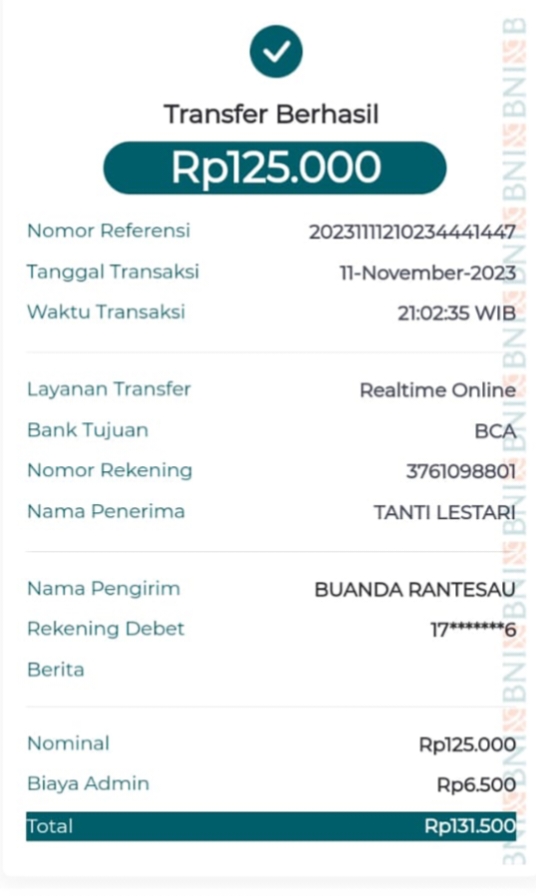 Transfer Berhasil
Rp125.000
Nomor Referensi 20231111210234441447
Tanggal Transaksi 11-November-2023
Waktu Transaksi 21:02:35 WIB
Layanan Transfer Realtime Online
Bank Tujuan BCA
Nomor Rekening 3761098801
Nama Penerima TANTI LESTARI
Nama Pengirim BUANDA RANTESAU
Rekening Debet 17*******6
Berita
Nominal Rp125.000
Biaya Admin Rp6.500
Total Rp131.500
BNI BNI BNI BNI BNI BNI BNI BNI BNI B